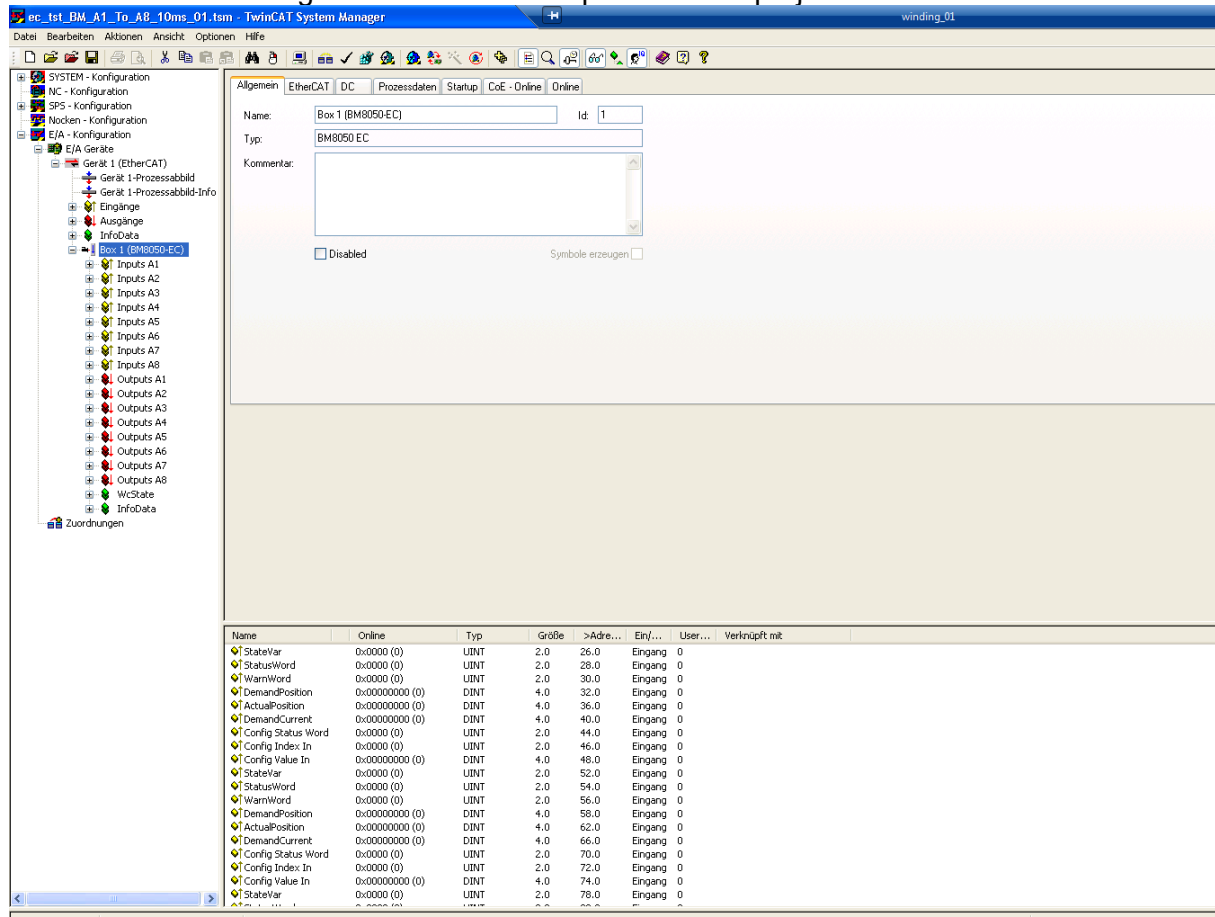 ec_tst_BM_A1_To_A8_10ms_01.tsm - TwinCAT System Manager
winding_01
Datei Bearbeiten Aktionen Ansicht Optionen Hilfe
SYSTEM - Konfiguration
NC - Konfiguration
SPS - Konfiguration
Nocken - Konfiguration
E/A - Konfiguration
E/A Geräte
Gerät 1 (EtherCAT)
Gerät 1-Prozessabbild
Gerät 1-Prozessabbild-Info
Eingänge
Ausgänge
InfoData
Box 1 (BM8050-EC)
Inputs A1
Inputs A2
Inputs A3
Inputs A4
Inputs A5
Inputs A6
Inputs A7
Inputs A8
Outputs A1
Outputs A2
Outputs A3
Outputs A4
Outputs A5
Outputs A6
Outputs A7
Outputs A8
WcState
InfoData
Zuordnungen
Allgemein EtherCAT DC Prozessdaten Startup CoE - Online Online
Name: Box 1 (BM8050-EC) Id: 1
Typ: BM8050 EC
Kommentar:
Disabled Symbole erzeugen
Name Online Typ Größe >Adre... Ein/... User... Verknüpft mit
StateVar 0x0000 (0) UINT 2.0 26.0 Eingang 0
StatusWord 0x0000 (0) UINT 2.0 28.0 Eingang 0
WarnWord 0x0000 (0) UINT 2.0 30.0 Eingang 0
DemandPosition 0x00000000 (0) DINT 4.0 32.0 Eingang 0
ActualPosition 0x00000000 (0) DINT 4.0 36.0 Eingang 0
DemandCurrent 0x00000000 (0) DINT 4.0 40.0 Eingang 0
Config Status Word 0x0000 (0) UINT 2.0 44.0 Eingang 0
Config Index In 0x0000 (0) UINT 2.0 46.0 Eingang 0
Config Value In 0x00000000 (0) DINT 4.0 48.0 Eingang 0
StateVar 0x0000 (0) UINT 2.0 52.0 Eingang 0
StatusWord 0x0000 (0) UINT 2.0 54.0 Eingang 0
WarnWord 0x0000 (0) UINT 2.0 56.0 Eingang 0
DemandPosition 0x00000000 (0) DINT 4.0 58.0 Eingang 0
ActualPosition 0x00000000 (0) DINT 4.0 62.0 Eingang 0
DemandCurrent 0x00000000 (0) DINT 4.0 66.0 Eingang 0
Config Status Word 0x0000 (0) UINT 2.0 70.0 Eingang 0
Config Index In 0x0000 (0) UINT 2.0 72.0 Eingang 0
Config Value In 0x00000000 (0) DINT 4.0 74.0 Eingang 0
StateVar 0x0000 (0) UINT 2.0 78.0 Eingang 0